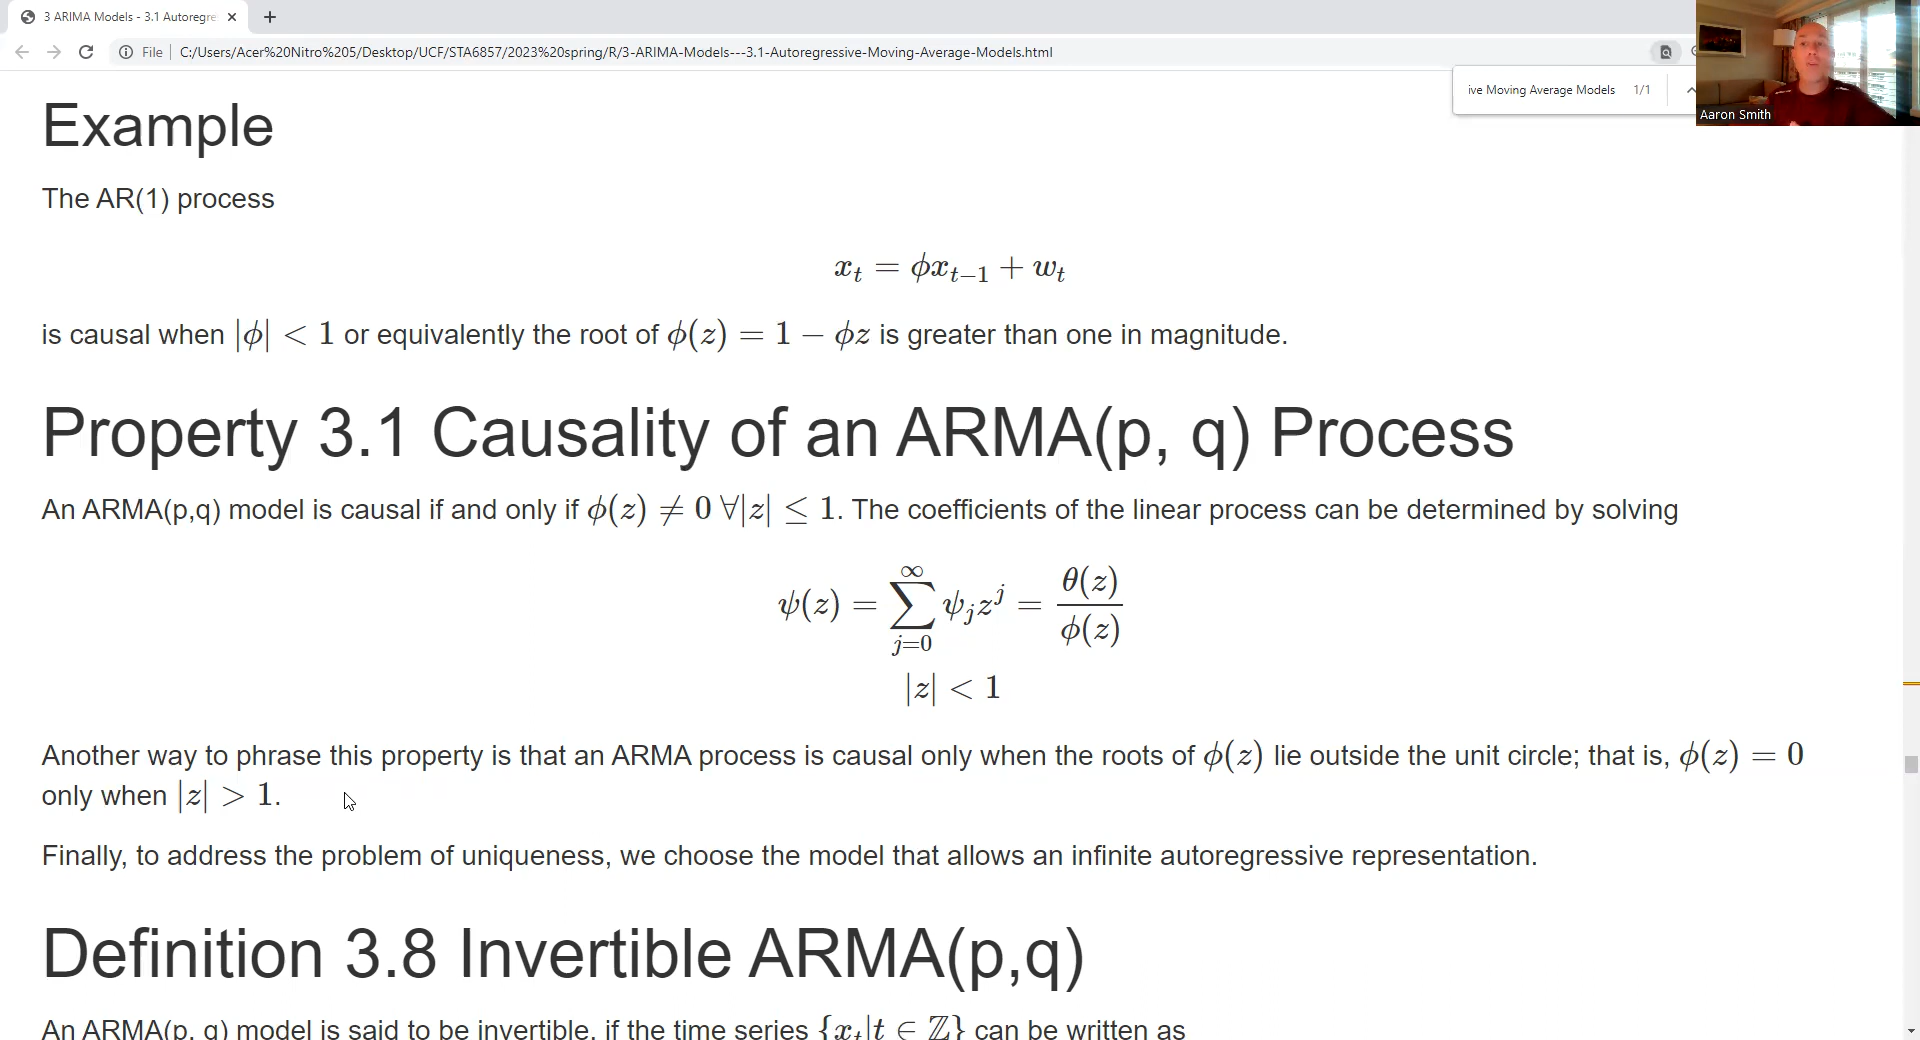 3 ARIMA Models - 3.1 Autoregre
File
C:/Users/Acer%20Nitro%205/Desktop/UCF/STA6857/2023%20spring/R/3-ARIMA-Models---3.1-Autoregressive-Moving-Average-Models.html
ive Moving Average Models 1/1
Aaron Smith
Example
The AR(1) process
xₜ = ϕxₜ₋₁ + wₜ
is causal when |ϕ| < 1 or equivalently the root of ϕ(z) = 1 − ϕz is greater than one in magnitude.
Property 3.1 Causality of an ARMA(p, q) Process
An ARMA(p,q) model is causal if and only if ϕ(z) ≠ 0 ∀|z| ≤ 1. The coefficients of the linear process can be determined by solving
ψ(z) = ∑_{j=0}^{∞} ψⱼzʲ = θ(z)/ϕ(z)
|z| < 1
Another way to phrase this property is that an ARMA process is causal only when the roots of ϕ(z) lie outside the unit circle; that is, ϕ(z) = 0
only when |z| > 1.
Finally, to address the problem of uniqueness, we choose the model that allows an infinite autoregressive representation.
Definition 3.8 Invertible ARMA(p,q)
An ARMA(p, q) model is said to be invertible, if the time series {xₜ|t ∈ ℤ} can be written as